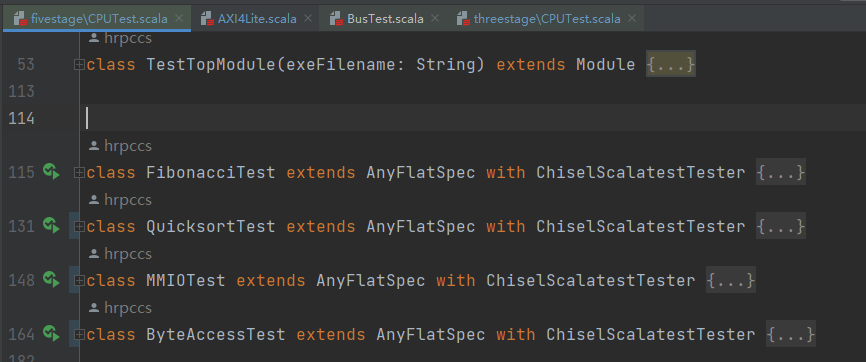 fivestage\CPUTest.scala × AXI4Lite.scala × BusTest.scala × threestage\CPUTest.scala ×
hrpccs
53 class TestTopModule(exeFilename: String) extends Module {...}
113
114
hrpccs
115 class FibonacciTest extends AnyFlatSpec with ChiselScalatestTester {...}
hrpccs
131 class QuicksortTest extends AnyFlatSpec with ChiselScalatestTester {...}
hrpccs
148 class MMIOTest extends AnyFlatSpec with ChiselScalatestTester {...}
hrpccs
164 class ByteAccessTest extends AnyFlatSpec with ChiselScalatestTester {...}
182